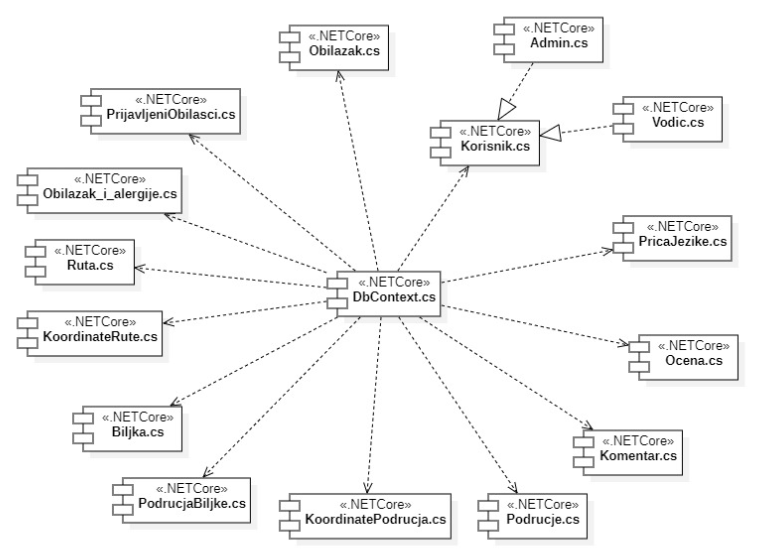 «.NETCore»
Obilazak.cs
«.NETCore»
Admin.cs
«.NETCore»
PrijavljeniObilasci.cs
«.NETCore»
Vodic.cs
«.NETCore»
Korisnik.cs
«.NETCore»
Obilazak_i_alergije.cs
«.NETCore»
PricaJezike.cs
«.NETCore»
Ruta.cs
«.NETCore»
DbContext.cs
«.NETCore»
KoordinateRute.cs
«.NETCore»
Ocena.cs
«.NETCore»
Biljka.cs
«.NETCore»
Komentar.cs
«.NETCore»
PodrucjaBiljke.cs
«.NETCore»
KoordinatePodrucja.cs
«.NETCore»
Podrucje.cs